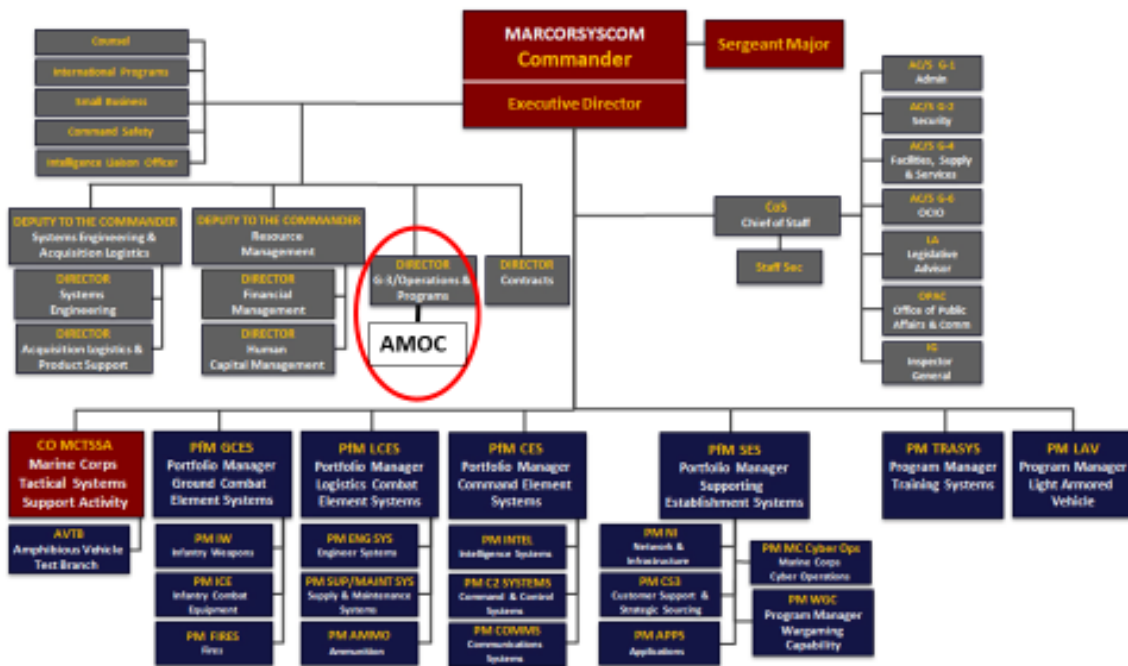 MARCORSYSCOM
Commander
Executive Director
Sergeant Major
Counsel
International Programs
Small Business
Command Safety
Intelligence Liaison Officer
AC/S G-1
Admin
AC/S G-2
Security
AC/S G-4
Facilities, Supply
& Services
AC/S G-6
OCIO
LA
Legislative
Advisor
OPAC
Office of Public
Affairs & Comm
IG
Inspector
General
CoS
Chief of Staff
Staff Sec
DEPUTY TO THE COMMANDER
Systems Engineering &
Acquisition Logistics
DIRECTOR
Systems
Engineering
DIRECTOR
Acquisition Logistics &
Product Support
DEPUTY TO THE COMMANDER
Resource
Management
DIRECTOR
Financial
Management
DIRECTOR
Human
Capital Management
DIRECTOR
G-3/Operations &
Programs
AMOC
DIRECTOR
Contracts
CO MCTSSA
Marine Corps
Tactical Systems
Support Activity
AVTB
Amphibious Vehicle
Test Branch
PfM GCES
Portfolio Manager
Ground Combat
Element Systems
PM IW
Infantry Weapons
PM ICE
Infantry Combat
Equipment
PM FIRES
Fires
PfM LCES
Portfolio Manager
Logistics Combat
Element Systems
PM ENG SYS
Engineer Systems
PM SUP/MAINT SYS
Supply & Maintenance
Systems
PM AMMO
Ammunition
PfM CES
Portfolio Manager
Command Element
Systems
PM INTEL
Intelligence Systems
PM C2 SYSTEMS
Command & Control
Systems
PM COMMS
Communications
Systems
PfM SES
Portfolio Manager
Supporting
Establishment Systems
PM NI
Network &
Infrastructure
PM CS3
Customer Support &
Strategic Sourcing
PM APPS
Applications
PM MC Cyber Ops
Marine Corps
Cyber Operations
PM WGC
Program Manager
Wargaming
Capability
PM TRASYS
Program Manager
Training Systems
PM LAV
Program Manager
Light Armored
Vehicle